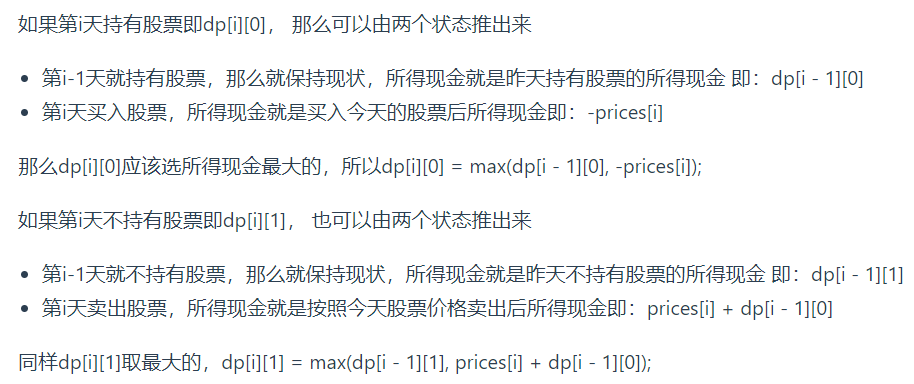 如果第i天持有股票即dp[i][0]， 那么可以由两个状态推出来
第i-1天就持有股票，那么就保持现状，所得现金就是昨天持有股票的所得现金 即：dp[i - 1][0]
第i天买入股票，所得现金就是买入今天的股票后所得现金即：-prices[i]
那么dp[i][0]应该选所得现金最大的，所以dp[i][0] = max(dp[i - 1][0], -prices[i]);
如果第i天不持有股票即dp[i][1]， 也可以由两个状态推出来
第i-1天就不持有股票，那么就保持现状，所得现金就是昨天不持有股票的所得现金 即：dp[i - 1][1]
第i天卖出股票，所得现金就是按照今天股票价格卖出后所得现金即：prices[i] + dp[i - 1][0]
同样dp[i][1]取最大的，dp[i][1] = max(dp[i - 1][1], prices[i] + dp[i - 1][0]);